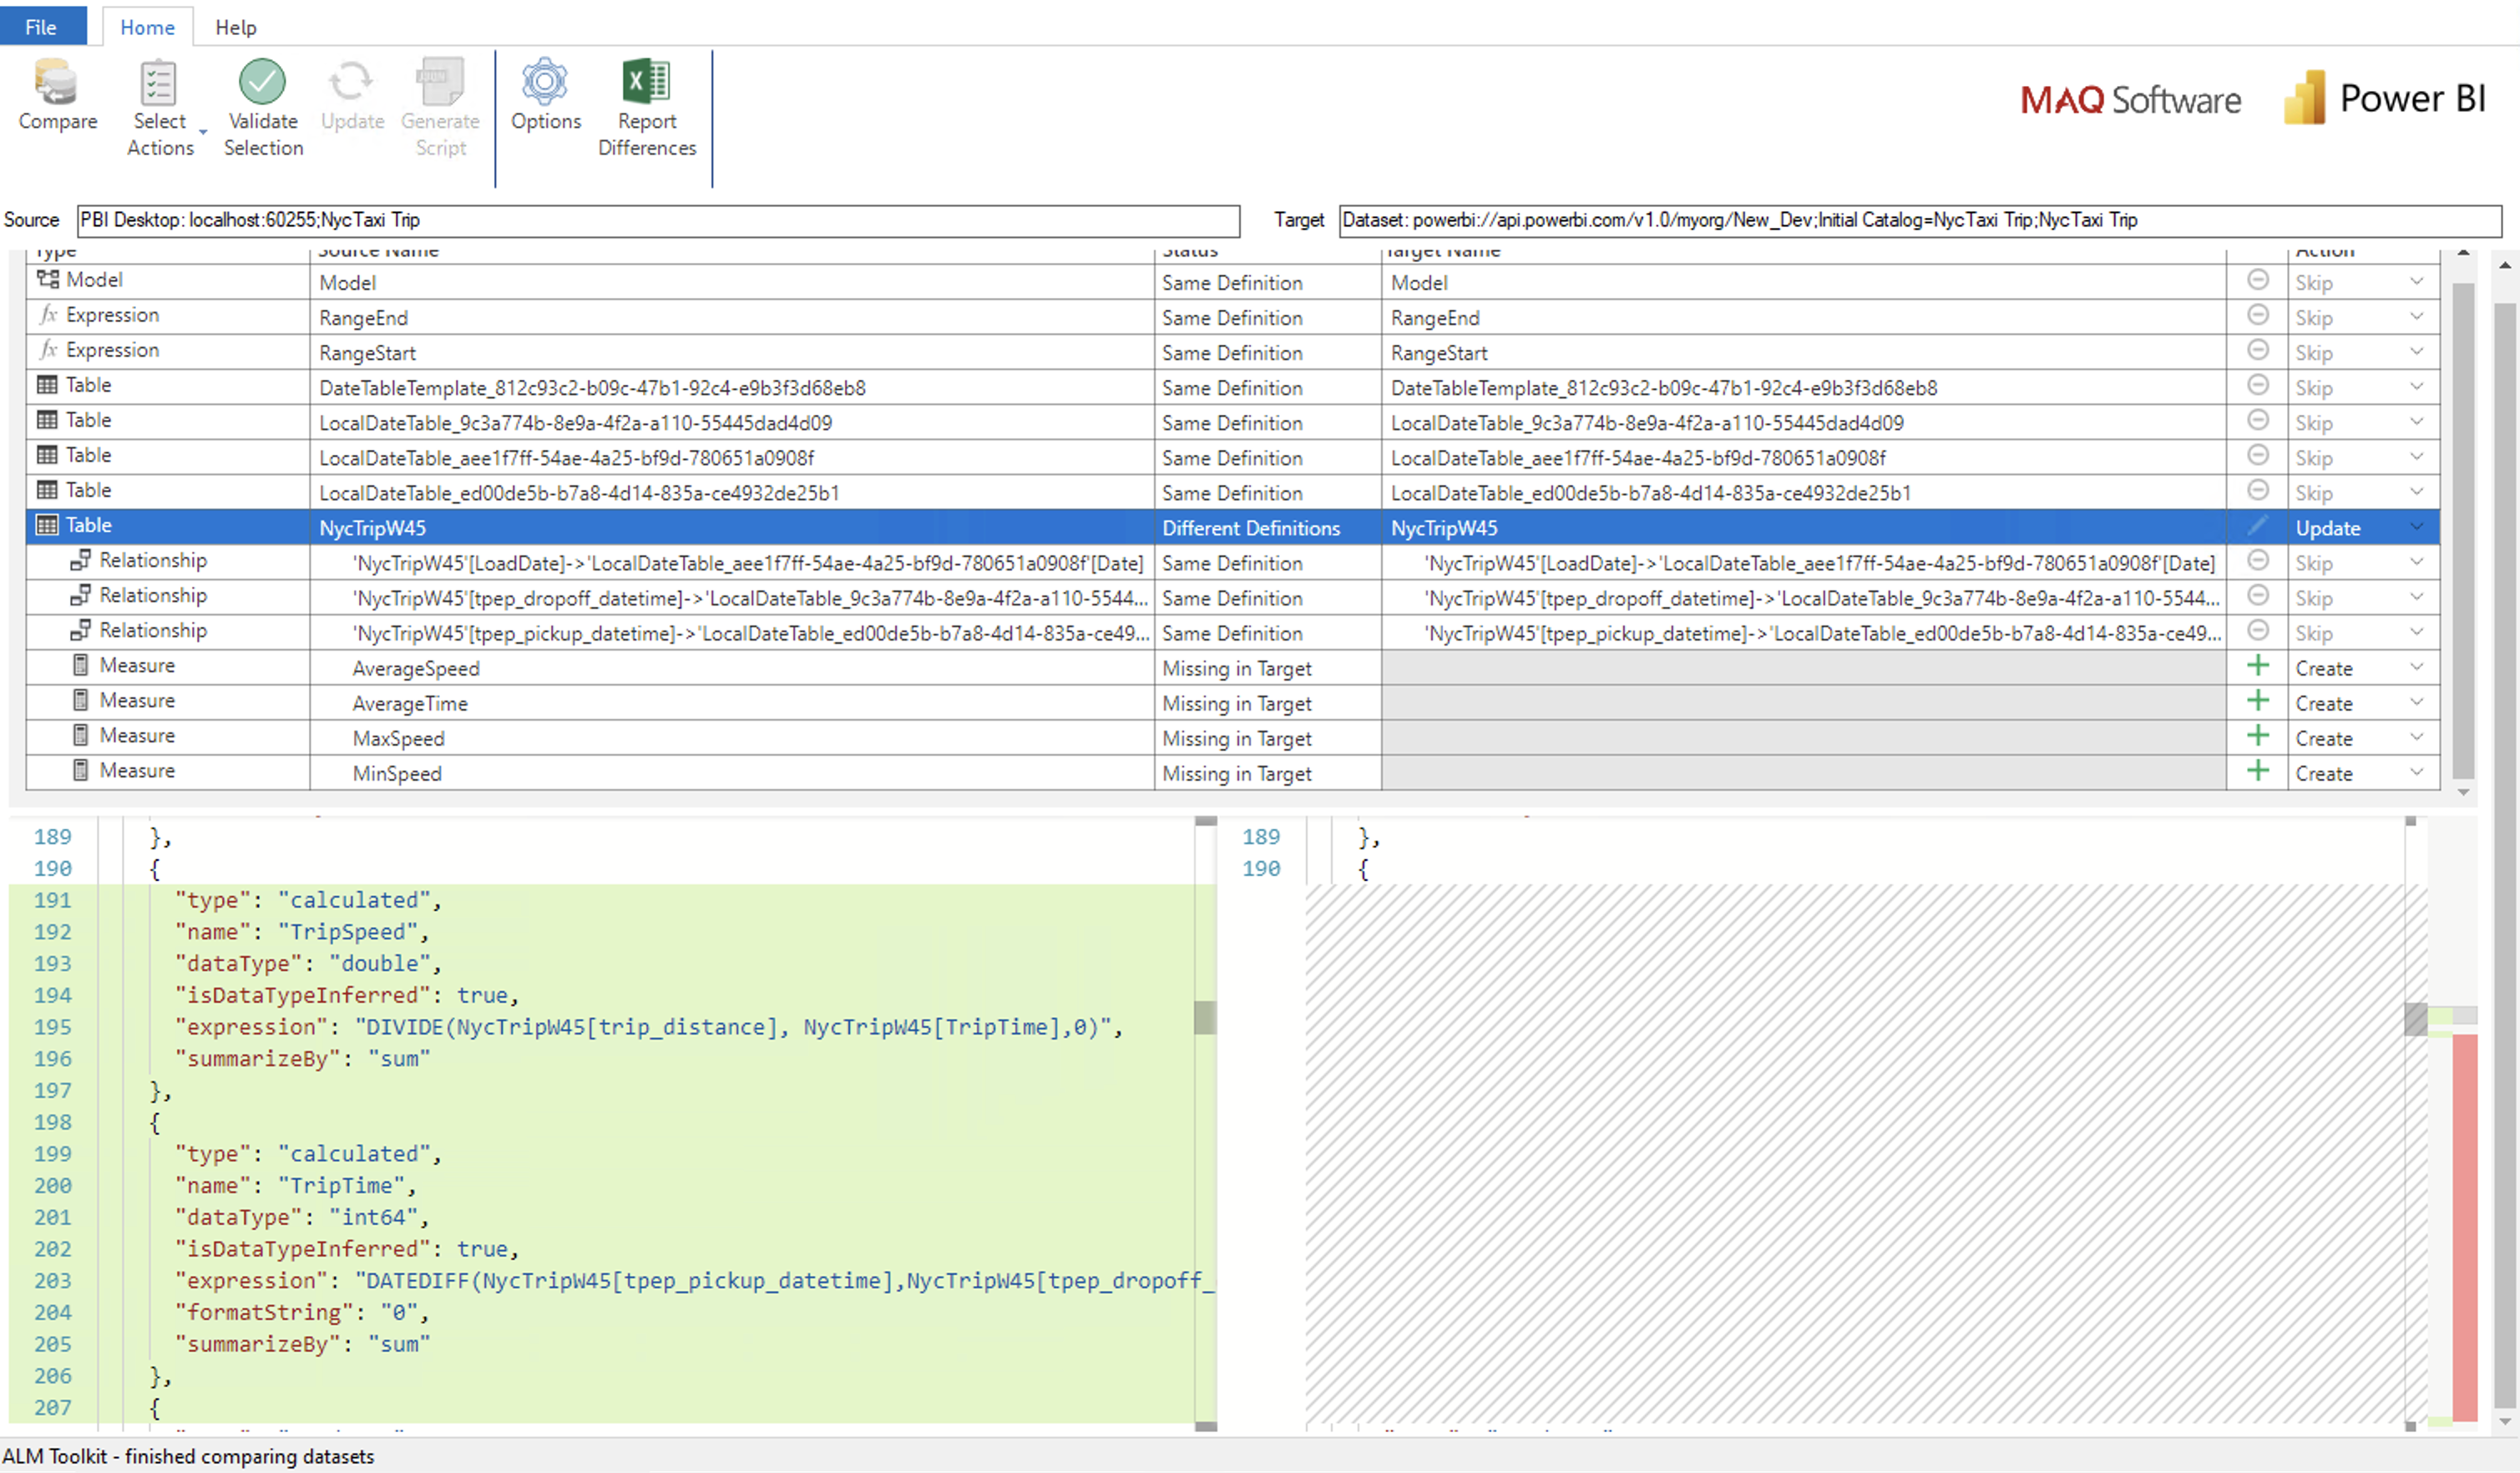 File Home Help
Compare Select Actions Validate Selection Update Generate Script Options Report Differences
MAQ Software Power BI
Source PBI Desktop: localhost:60255;NycTaxi Trip Target Dataset: powerbi://api.powerbi.com/v1.0/myorg/New_Dev;Initial Catalog=NycTaxi Trip;NycTaxi Trip
Type Source Name Status Target Name Action
Model Model Same Definition Model Skip
fx Expression RangeEnd Same Definition RangeEnd Skip
fx Expression RangeStart Same Definition RangeStart Skip
Table DateTableTemplate_812c93c2-b09c-47b1-92c4-e9b3f3d68eb8 Same Definition DateTableTemplate_812c93c2-b09c-47b1-92c4-e9b3f3d68eb8 Skip
Table LocalDateTable_9c3a774b-8e9a-4f2a-a110-55445dad4d09 Same Definition LocalDateTable_9c3a774b-8e9a-4f2a-a110-55445dad4d09 Skip
Table LocalDateTable_aee1f7ff-54ae-4a25-bf9d-780651a0908f Same Definition LocalDateTable_aee1f7ff-54ae-4a25-bf9d-780651a0908f Skip
Table LocalDateTable_ed00de5b-b7a8-4d14-835a-ce4932de25b1 Same Definition LocalDateTable_ed00de5b-b7a8-4d14-835a-ce4932de25b1 Skip
Table NycTripW45 Different Definitions NycTripW45 Update
Relationship 'NycTripW45'[LoadDate]->'LocalDateTable_aee1f7ff-54ae-4a25-bf9d-780651a0908f'[Date] Same Definition 'NycTripW45'[LoadDate]->'LocalDateTable_aee1f7ff-54ae-4a25-bf9d-780651a0908f'[Date] Skip
Relationship 'NycTripW45'[tpep_dropoff_datetime]->'LocalDateTable_9c3a774b-8e9a-4f2a-a110-5544... Same Definition 'NycTripW45'[tpep_dropoff_datetime]->'LocalDateTable_9c3a774b-8e9a-4f2a-a110-5544... Skip
Relationship 'NycTripW45'[tpep_pickup_datetime]->'LocalDateTable_ed00de5b-b7a8-4d14-835a-ce49... Same Definition 'NycTripW45'[tpep_pickup_datetime]->'LocalDateTable_ed00de5b-b7a8-4d14-835a-ce49... Skip
Measure AverageSpeed Missing in Target Create
Measure AverageTime Missing in Target Create
Measure MaxSpeed Missing in Target Create
Measure MinSpeed Missing in Target Create
189 }, 189 },
190 { 190 {
191 "type": "calculated",
192 "name": "TripSpeed",
193 "dataType": "double",
194 "isDataTypeInferred": true,
195 "expression": "DIVIDE(NycTripW45[trip_distance], NycTripW45[TripTime],0)",
196 "summarizeBy": "sum"
197 },
198 {
199 "type": "calculated",
200 "name": "TripTime",
201 "dataType": "int64",
202 "isDataTypeInferred": true,
203 "expression": "DATEDIFF(NycTripW45[tpep_pickup_datetime],NycTripW45[tpep_dropoff_
204 "formatString": "0",
205 "summarizeBy": "sum"
206 },
207 {
ALM Toolkit - finished comparing datasets